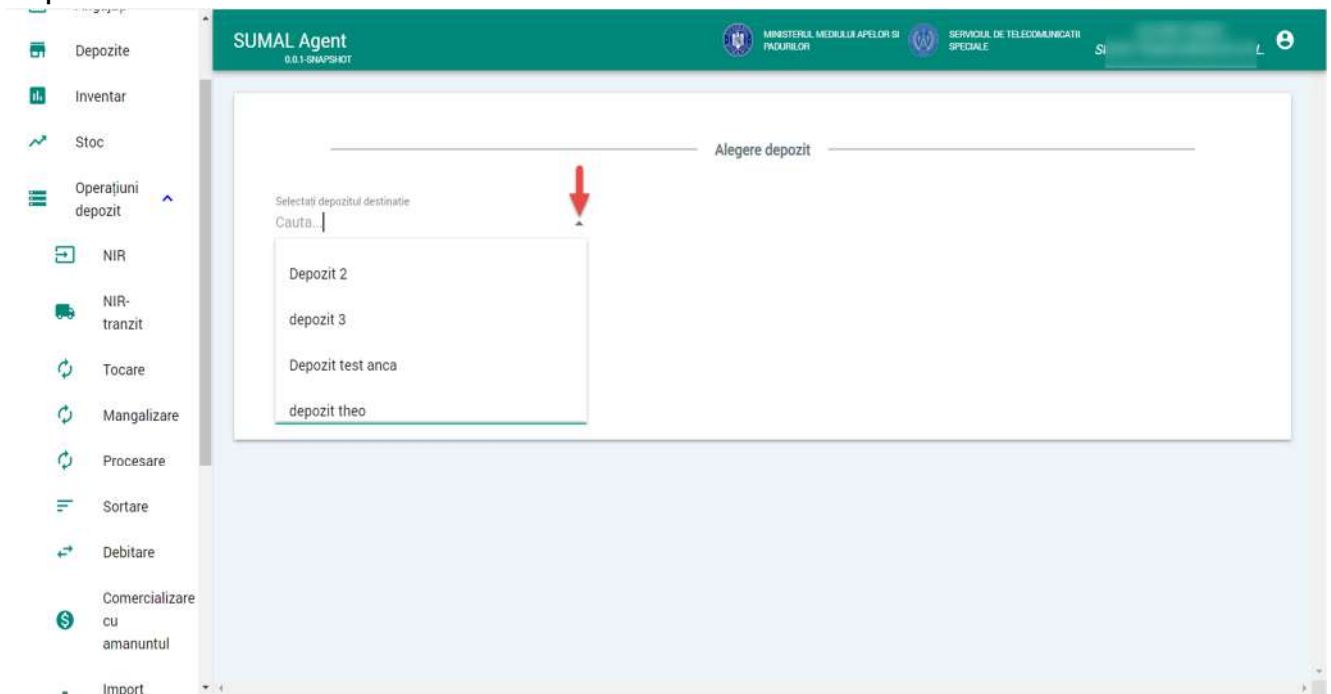 Depozite
Inventar
Stoc
Operațiuni
depozit
NIR
NIR-
tranzit
Tocare
Mangalizare
Procesare
Sortare
Debitare
Comercializare
cu
amanuntul
Import
SUMAL Agent
0.0.1-SNAPSHOT
MINISTERUL MEDIULUI APELOR SI
PADURILOR
SERVICIUL DE TELECOMUNICATII
SPECIALE
Alegere depozit
Selectați depozitul destinatie
Cauta...
Depozit 2
depozit 3
Depozit test anca
depozit theo